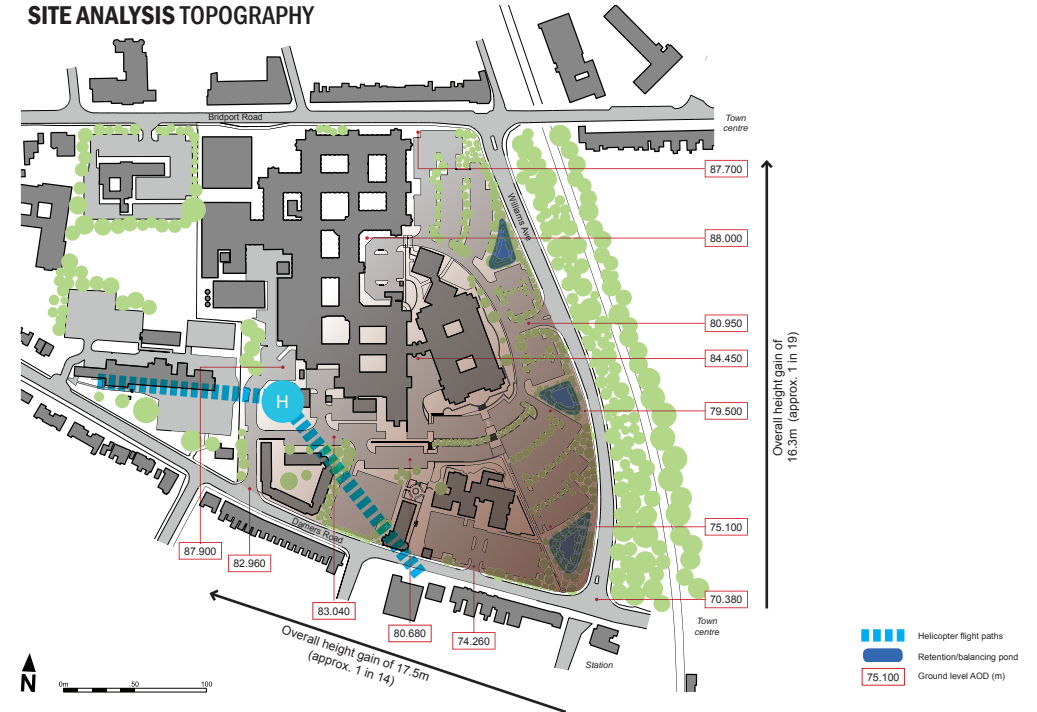 SITE ANALYSIS TOPOGRAPHY
Bridport Road
Town
centre
87.700
Williams Ave
88.000
80.950
84.450
Overall height gain of
16.3m (approx. 1 in 19)
H
79.500
75.100
Damers Road
87.900
82.960
70.380
83.040
80.680
74.260
Town
centre
Overall height gain of 17.5m
(approx. 1 in 14)
Station
N
0m
50
100
Helicopter flight paths
Retention/balancing pond
75.100
Ground level AOD (m)